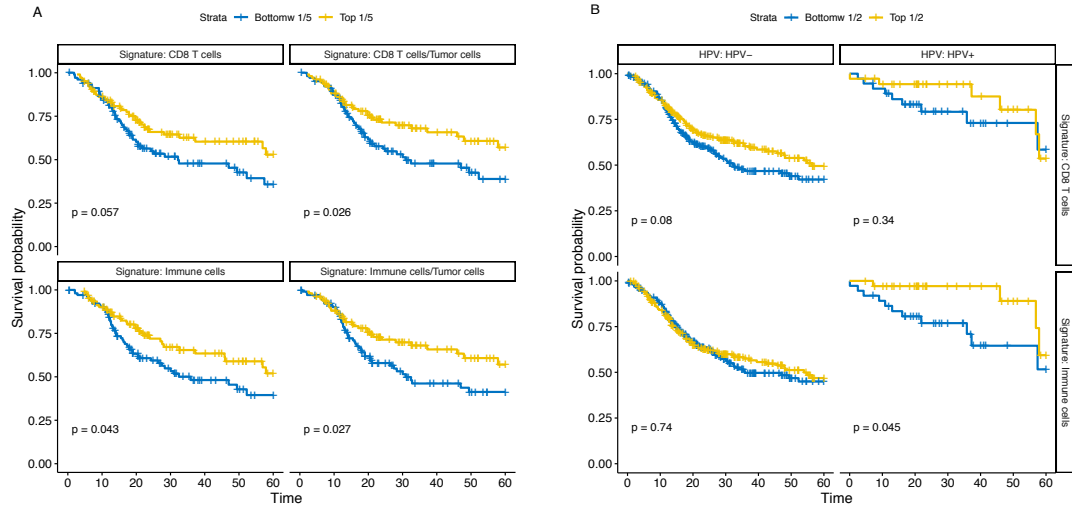 A
Strata Bottomw 1/5 Top 1/5
Signature: CD8 T cells Signature: CD8 T cells/Tumor cells
1.00
0.75
0.50
0.25
0.00
p = 0.057 p = 0.026
Signature: Immune cells Signature: Immune cells/Tumor cells
1.00
0.75
0.50
0.25
0.00
p = 0.043 p = 0.027
0 10 20 30 40 50 60 0 10 20 30 40 50 60
Time
Survival probability
B
Strata Bottomw 1/2 Top 1/2
HPV: HPV− HPV: HPV+
1.00
0.75
0.50
0.25
0.00
p = 0.08 p = 0.34
Signature: CD8 T cells
1.00
0.75
0.50
0.25
0.00
p = 0.74 p = 0.045
Signature: Immune cells
0 10 20 30 40 50 60 0 10 20 30 40 50 60
Time
Survival probability